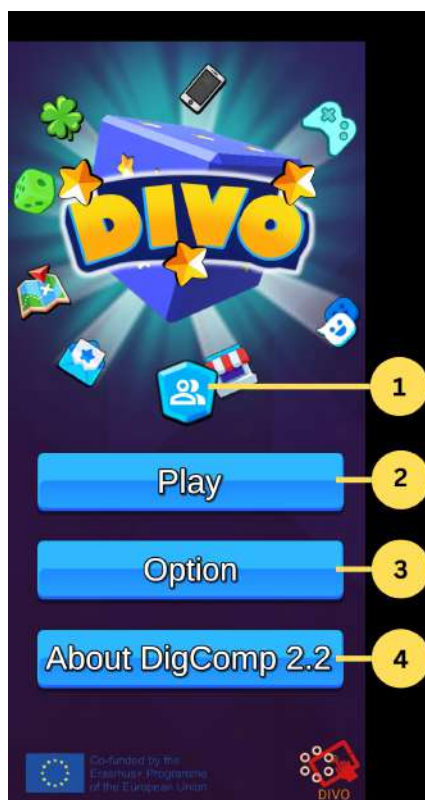 DIVO
1
Play
2
Option
3
About DigComp 2.2
4
Co-funded by the
Erasmus+ Programme
of the European Union
DIVO